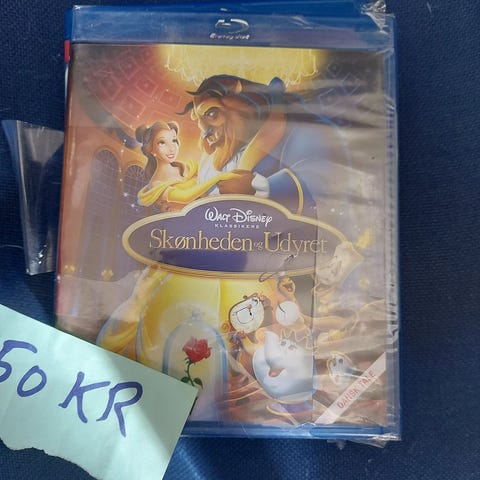 Blu-ray Disc
WALT DISNEY
KLASSIKERE
Skønheden og Udyret
DANSK TALE
50 KR